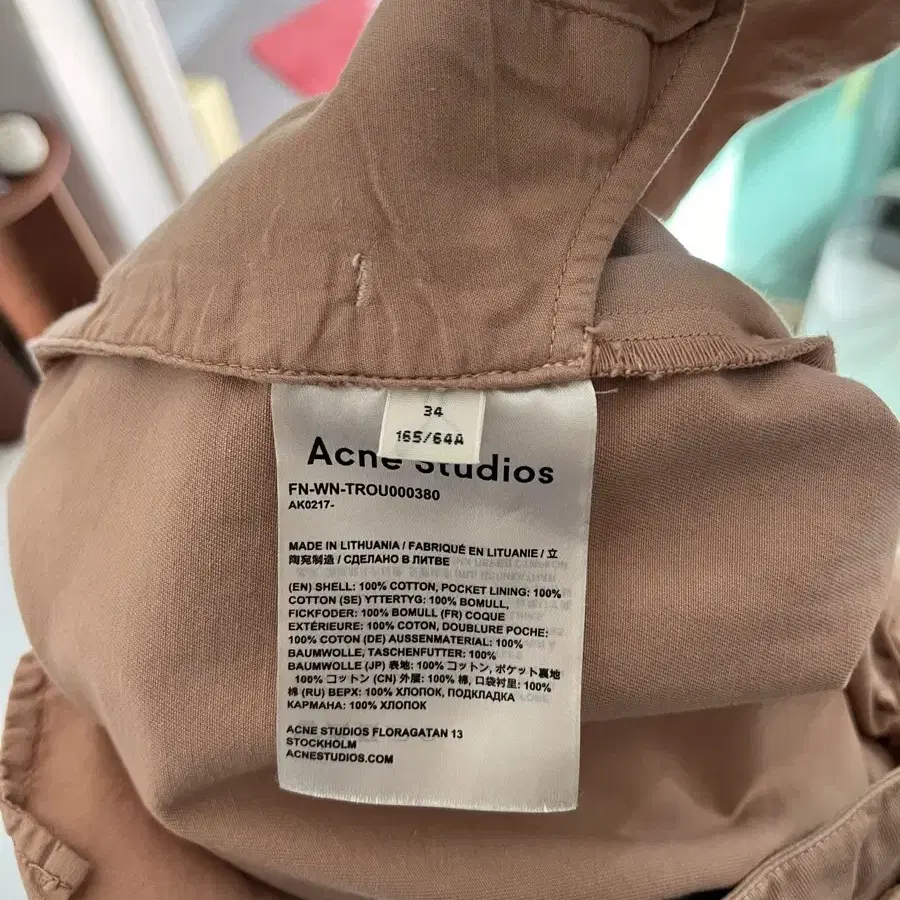 34
165/64A
Acne Studios
FN-WN-TROU000380
AK0217-
MADE IN LITHUANIA / FABRIQUÉ EN LITUANIE / 立
陶宛制造 / СДЕЛАНО В ЛИТВЕ
(EN) SHELL: 100% COTTON, POCKET LINING: 100%
COTTON (SE) YTTERTYG: 100% BOMULL,
FICKFODER: 100% BOMULL (FR) COQUE
EXTÉRIEURE: 100% COTON, DOUBLURE POCHE:
100% COTON (DE) AUSSENMATERIAL: 100%
BAUMWOLLE, TASCHENFUTTER: 100%
BAUMWOLLE (JP) 表地: 100% コットン, ポケット裏地
100% コットン (CN) 外层: 100% 棉, 口袋衬里: 100%
棉 (RU) ВЕРХ: 100% ХЛОПОК, ПОДКЛАДКА
КАРМАНА: 100% ХЛОПОК
ACNE STUDIOS FLORAGATAN 13
STOCKHOLM
ACNESTUDIOS.COM